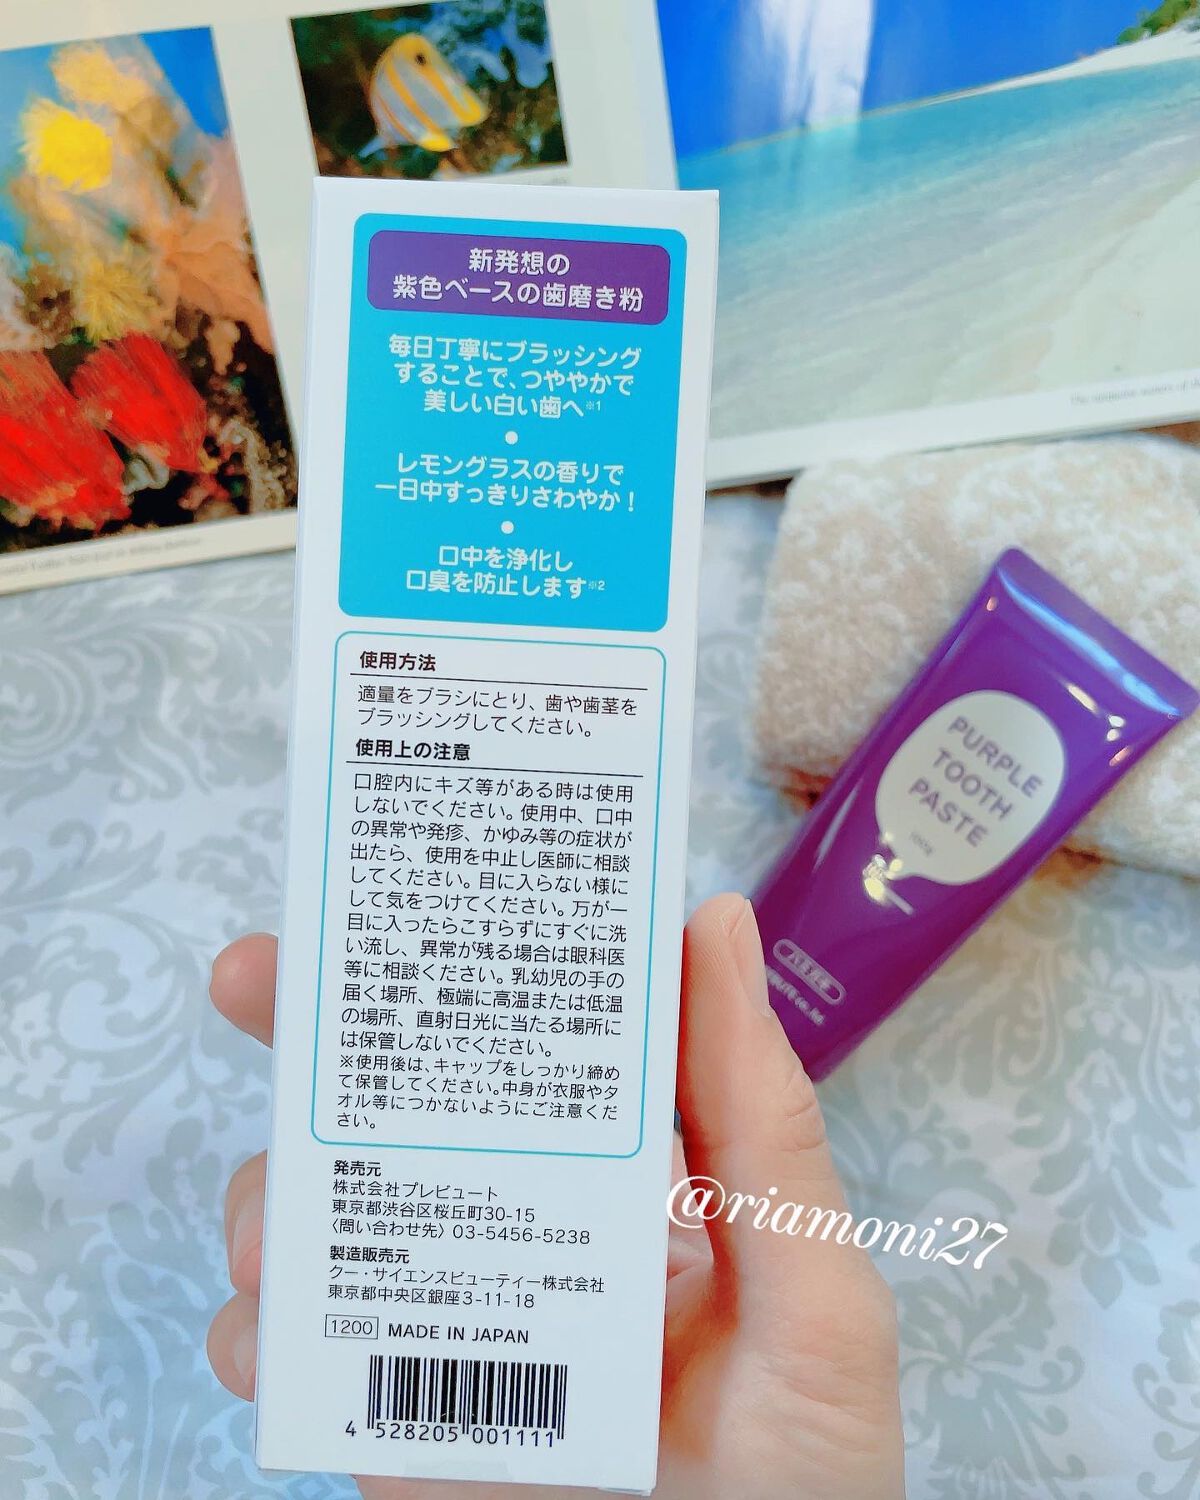 新発想の
紫色ベースの歯磨き粉
毎日丁寧にブラッシング
することで、つややかで
美しい白い歯へ※1
レモングラスの香りで
一日中すっきりさわやか！
口中を浄化し
口臭を防止します※2
使用方法
適量をブラシにとり、歯や歯茎を
ブラッシングしてください。
使用上の注意
口腔内にキズ等がある時は使用
しないでください。使用中、口中
の異常や発疹、かゆみ等の症状が
出たら、使用を中止し医師に相談
してください。目に入らない様に
して気をつけてください。万が一
目に入ったらこすらずにすぐに洗
い流し、異常が残る場合は眼科医
等に相談ください。乳幼児の手の
届く場所、極端に高温または低温
の場所、直射日光に当たる場所に
は保管しないでください。
※使用後は、キャップをしっかり締め
て保管してください。中身が衣服やタ
オル等につかないようにご注意くだ
さい。
発売元
株式会社プレビュート
東京都渋谷区桜丘町30-15
〈問い合わせ先〉03-5456-5238
製造販売元
クー・サイエンスビューティー株式会社
東京都中央区銀座3-11-18
1200 MADE IN JAPAN
4 528205 001111
PURPLE
TOOTH
PASTE
100g
ハミガキ
co.,ltd.
@riamoni27